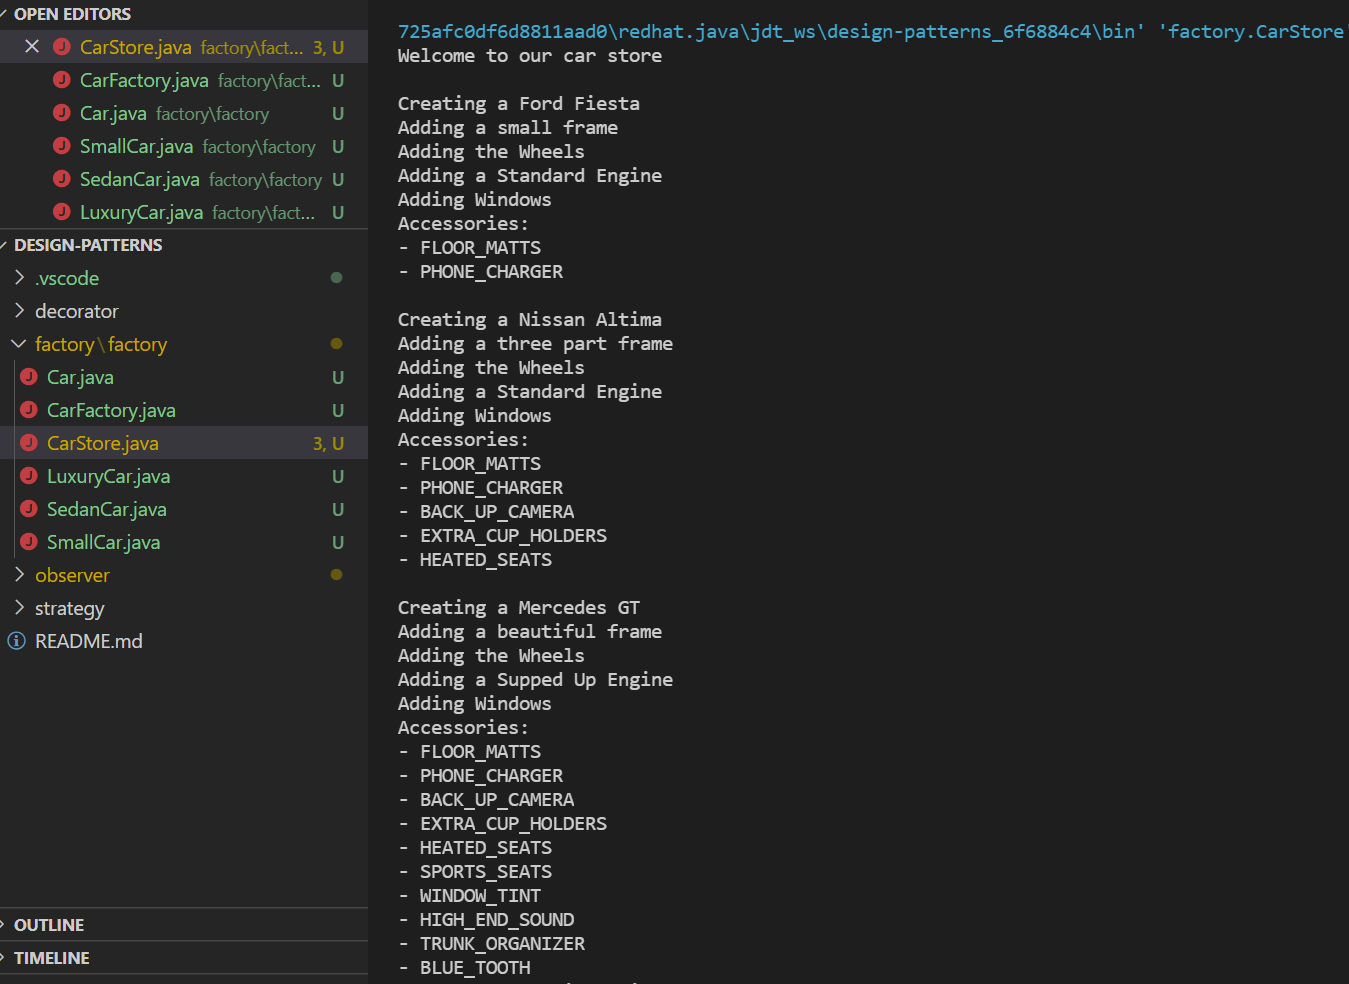 OPEN EDITORS
CarStore.java factory\fact... 3, U
CarFactory.java factory\fact... U
Car.java factory\factory U
SmallCar.java factory\factory U
SedanCar.java factory\factory U
LuxuryCar.java factory\fact... U
DESIGN-PATTERNS
.vscode
decorator
factory\factory
Car.java U
CarFactory.java U
CarStore.java 3, U
LuxuryCar.java U
SedanCar.java U
SmallCar.java U
observer
strategy
README.md
OUTLINE
TIMELINE
725afc0df6d8811aad0\redhat.java\jdt_ws\design-patterns_6f6884c4\bin' 'factory.CarStore'
Welcome to our car store
Creating a Ford Fiesta
Adding a small frame
Adding the Wheels
Adding a Standard Engine
Adding Windows
Accessories:
- FLOOR_MATTS
- PHONE_CHARGER
Creating a Nissan Altima
Adding a three part frame
Adding the Wheels
Adding a Standard Engine
Adding Windows
Accessories:
- FLOOR_MATTS
- PHONE_CHARGER
- BACK_UP_CAMERA
- EXTRA_CUP_HOLDERS
- HEATED_SEATS
Creating a Mercedes GT
Adding a beautiful frame
Adding the Wheels
Adding a Supped Up Engine
Adding Windows
Accessories:
- FLOOR_MATTS
- PHONE_CHARGER
- BACK_UP_CAMERA
- EXTRA_CUP_HOLDERS
- HEATED_SEATS
- SPORTS_SEATS
- WINDOW_TINT
- HIGH_END_SOUND
- TRUNK_ORGANIZER
- BLUE_TOOTH